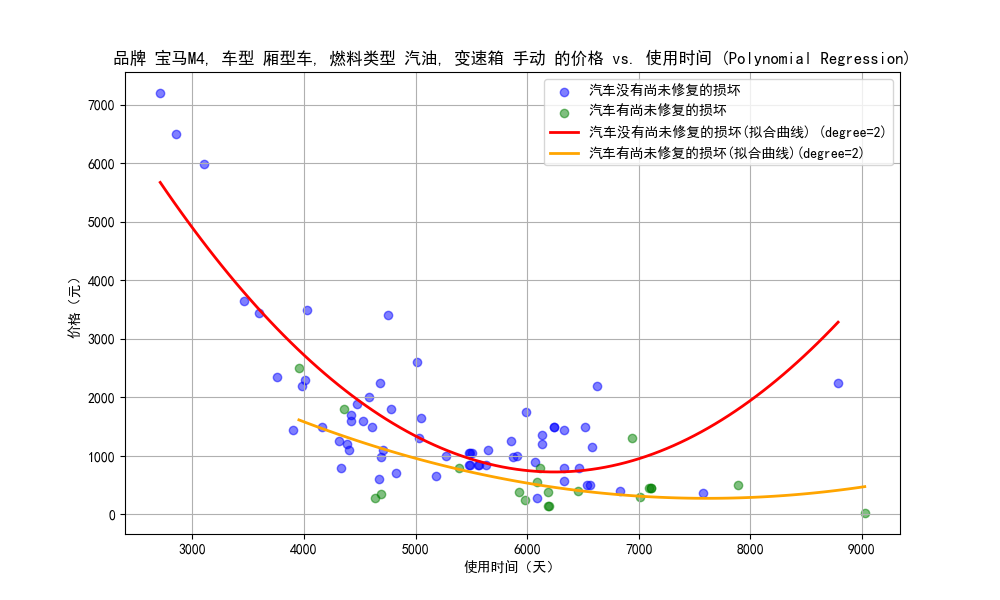 品牌 宝马M4, 车型 厢型车, 燃料类型 汽油, 变速箱 手动 的价格 vs. 使用时间 (Polynomial Regression)
汽车没有尚未修复的损坏
汽车有尚未修复的损坏
汽车没有尚未修复的损坏(拟合曲线) (degree=2)
汽车有尚未修复的损坏(拟合曲线)(degree=2)
价格（元）
7000
6000
5000
4000
3000
2000
1000
0
3000 4000 5000 6000 7000 8000 9000
使用时间（天）